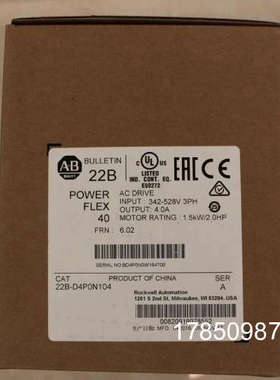 AB
BULLETIN
22B
UL
LISTED
IND. CONT. EQ.
E59272
CE
EAC
POWER
FLEX
40
AC DRIVE
INPUT : 342-528V 3PH
OUTPUT: 4.0A
MOTOR RATING : 1.5kW/2.0HP
FRN : 6.02
CAT
PRODUCT OF CHINA
SER
22B-D4P0N104
A
Rockwell Automation
1201 S 2nd St, Milwaukee, WI 53204, USA
17850987